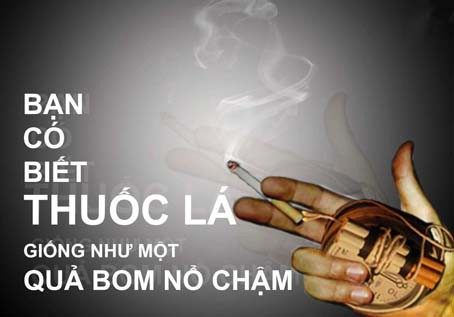 BẠN
CÓ
BIẾT
THUỐC LÁ
GIỐNG NHƯ MỘT
QUẢ BOM NỔ CHẬM